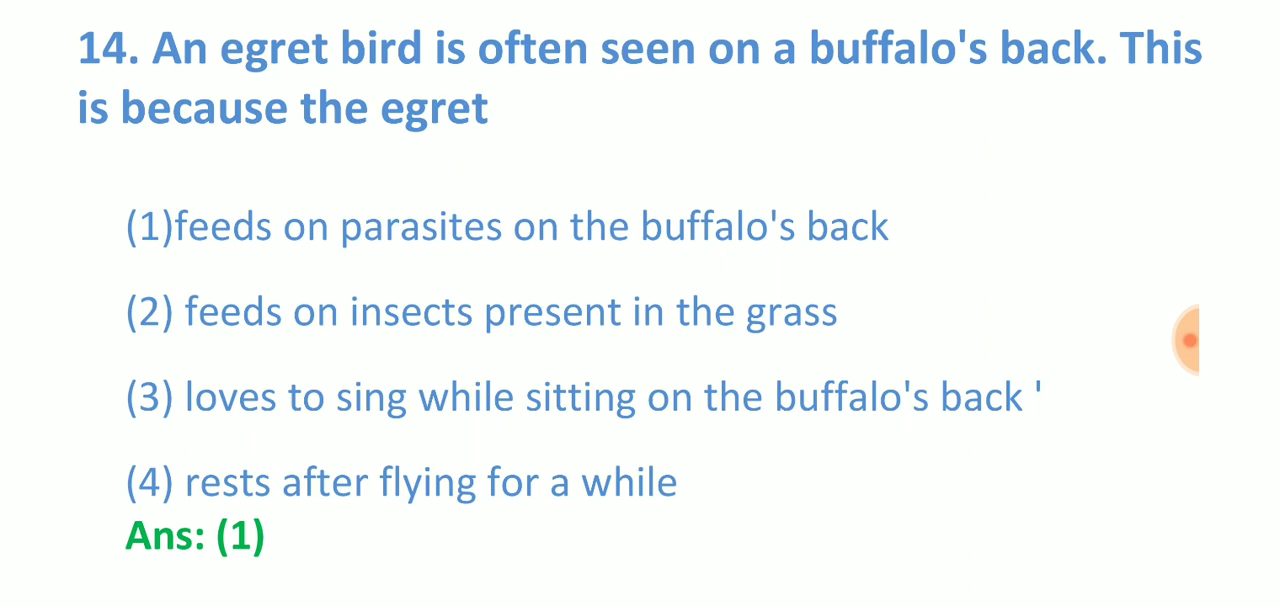 14. An egret bird is often seen on a buffalo's back. This
is because the egret
(1)feeds on parasites on the buffalo's back
(2) feeds on insects present in the grass
(3) loves to sing while sitting on the buffalo's back '
(4) rests after flying for a while
Ans: (1)